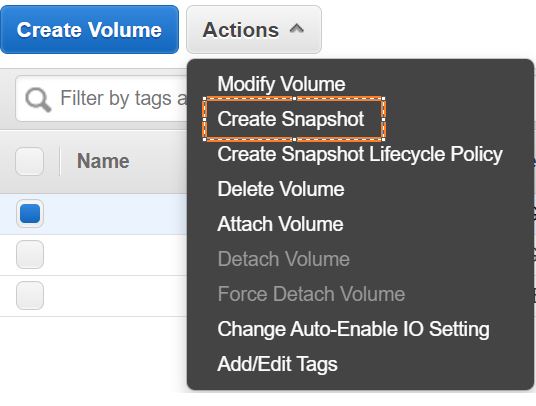 Create Volume
Actions
Filter by tags a
Name
Modify Volume
Create Snapshot
Create Snapshot Lifecycle Policy
Delete Volume
Attach Volume
Detach Volume
Force Detach Volume
Change Auto-Enable IO Setting
Add/Edit Tags